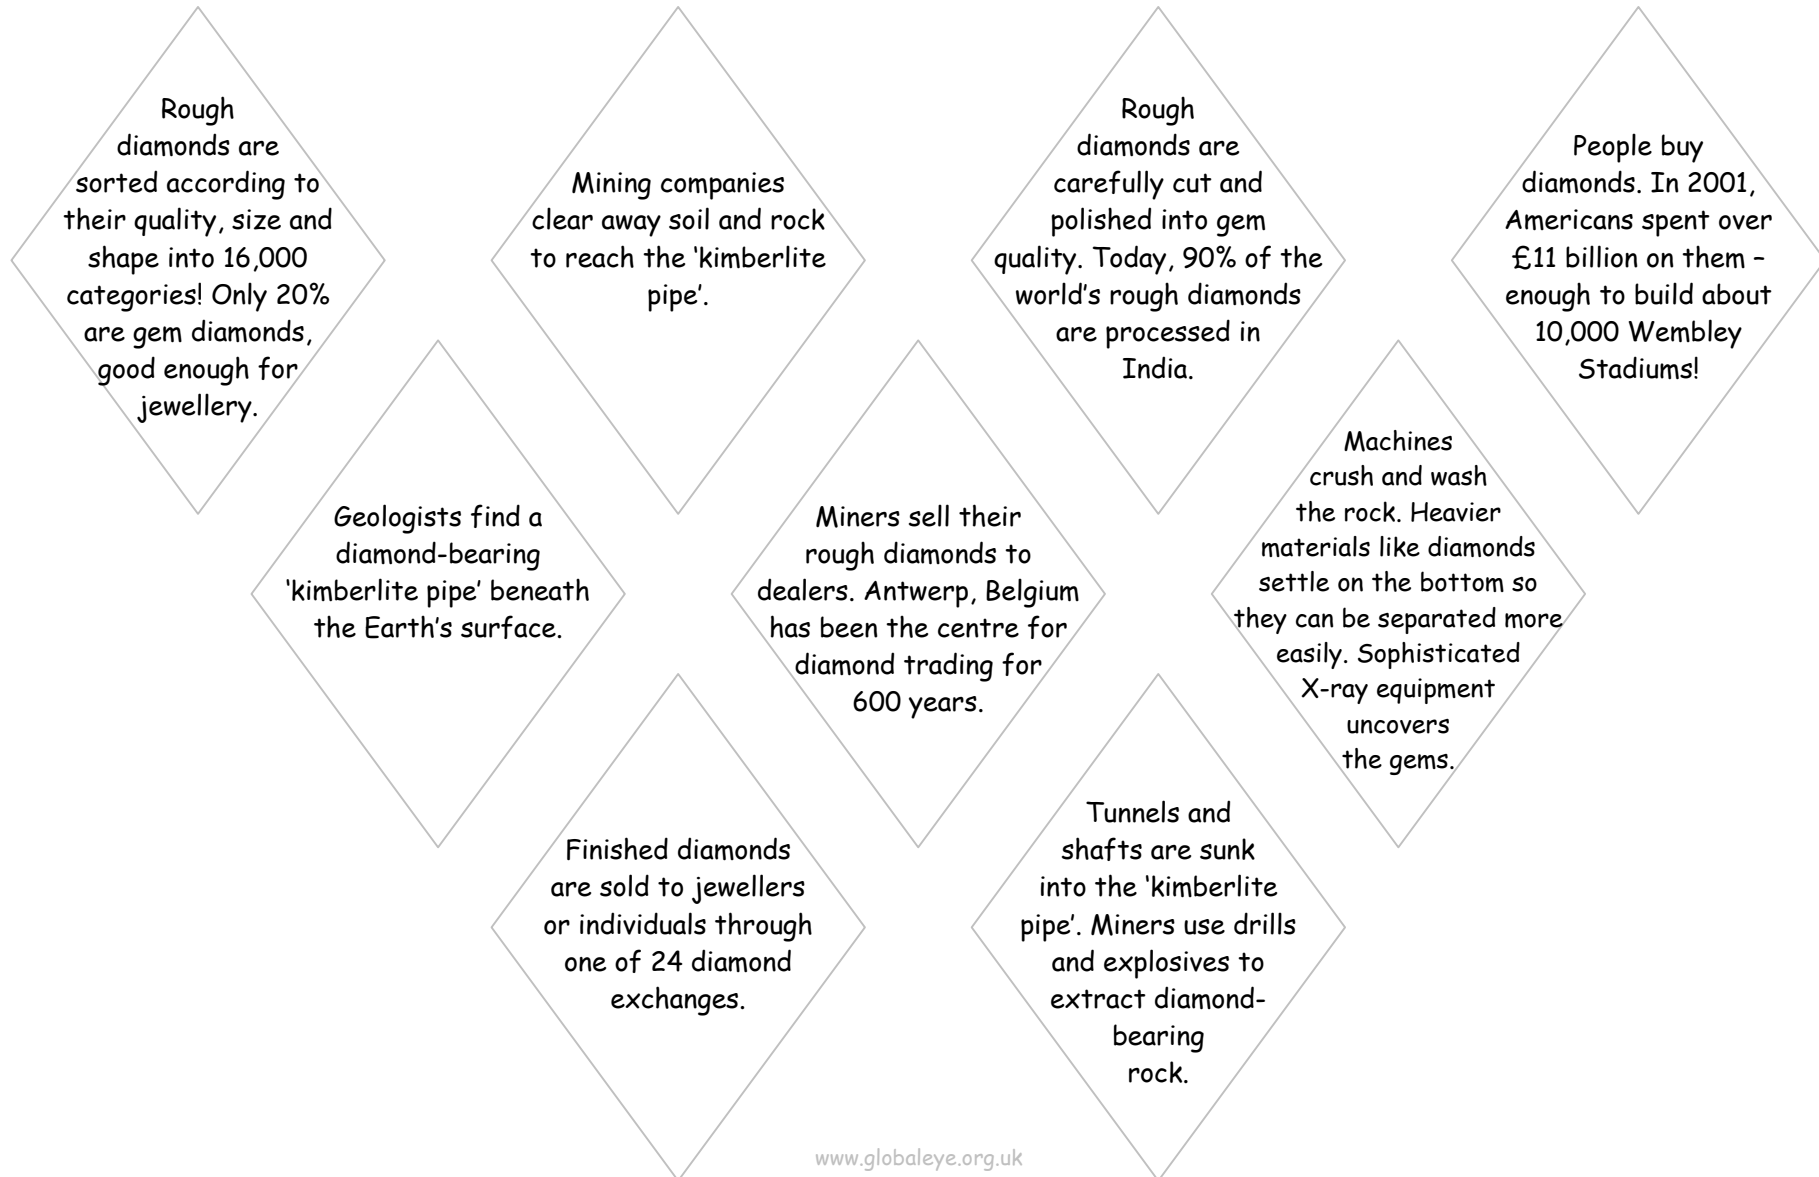 Rough
diamonds are
sorted according to
their quality, size and
shape into 16,000
categories! Only 20%
are gem diamonds,
good enough for
jewellery.
Mining companies
clear away soil and rock
to reach the ‘kimberlite
pipe’.
Rough
diamonds are
carefully cut and
polished into gem
quality. Today, 90% of the
world’s rough diamonds
are processed in
India.
People buy
diamonds. In 2001,
Americans spent over
£11 billion on them –
enough to build about
10,000 Wembley
Stadiums!
Geologists find a
diamond-bearing
‘kimberlite pipe’ beneath
the Earth’s surface.
Miners sell their
rough diamonds to
dealers. Antwerp, Belgium
has been the centre for
diamond trading for
600 years.
Machines
crush and wash
the rock. Heavier
materials like diamonds
settle on the bottom so
they can be separated more
easily. Sophisticated
X-ray equipment
uncovers
the gems.
Finished diamonds
are sold to jewellers
or individuals through
one of 24 diamond
exchanges.
Tunnels and
shafts are sunk
into the ‘kimberlite
pipe’. Miners use drills
and explosives to
extract diamond-
bearing
rock.
www.globaleye.org.uk